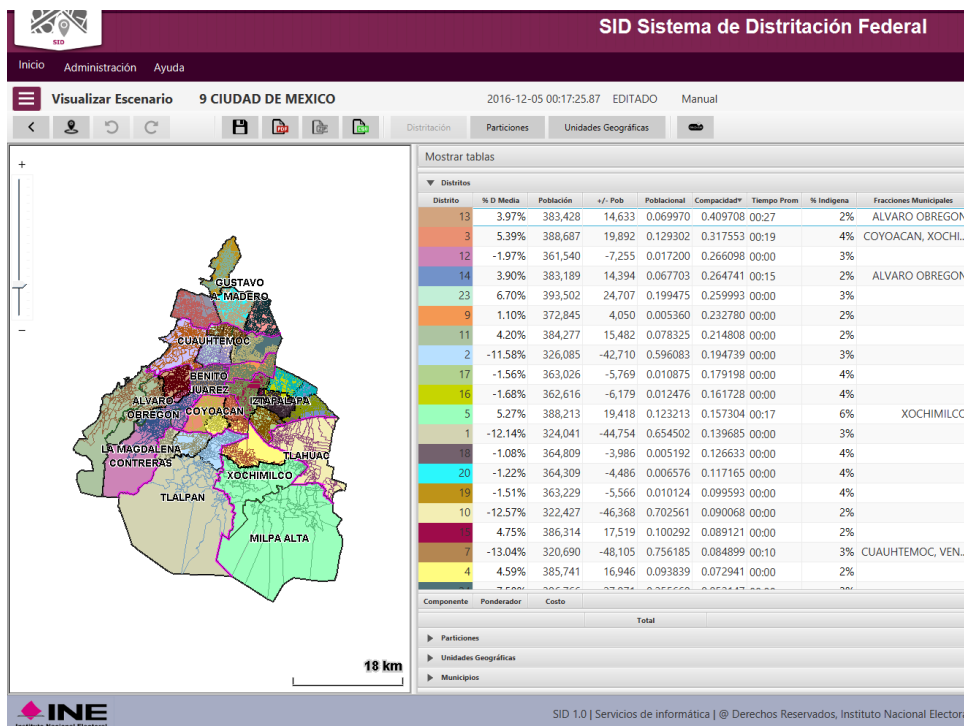 SID
SID Sistema de Distritación Federal
Inicio Administración Ayuda
Visualizar Escenario 9 CIUDAD DE MEXICO 2016-12-05 00:17:25.87 EDITADO Manual
Distritación Particiones Unidades Geográficas
Mostrar tablas
Distritos
Distrito % D Media Población +/- Pob Poblacional Compacidad Tiempo Prom % Indigena Fracciones Municipales
13 3.97% 383,428 14,633 0.069970 0.409708 00:27 2% ALVARO OBREGON
3 5.39% 388,687 19,892 0.129302 0.317553 00:19 4% COYOACAN, XOCHI...
12 -1.97% 361,540 -7,255 0.017200 0.266098 00:00 3%
14 3.90% 383,189 14,394 0.067703 0.264741 00:15 2% ALVARO OBREGON
23 6.70% 393,502 24,707 0.199475 0.259993 00:00 3%
9 1.10% 372,845 4,050 0.005360 0.232780 00:00 2%
11 4.20% 384,277 15,482 0.078325 0.214808 00:00 2%
2 -11.58% 326,085 -42,710 0.596083 0.194739 00:00 3%
17 -1.56% 363,026 -5,769 0.010875 0.179198 00:00 4%
16 -1.68% 362,616 -6,179 0.012476 0.161728 00:00 4%
5 5.27% 388,213 19,418 0.123213 0.157304 00:17 6% XOCHIMILCO
1 -12.14% 324,041 -44,754 0.654502 0.139685 00:00 3%
18 -1.08% 364,809 -3,986 0.005192 0.126633 00:00 4%
20 -1.22% 364,309 -4,486 0.006576 0.117165 00:00 4%
19 -1.51% 363,229 -5,566 0.010124 0.099593 00:00 4%
10 -12.57% 322,427 -46,368 0.702561 0.090068 00:00 2%
15 4.75% 386,314 17,519 0.100292 0.089121 00:00 2%
7 -13.04% 320,690 -48,105 0.756185 0.084899 00:10 3% CUAUHTEMOC, VEN...
4 4.59% 385,741 16,946 0.093839 0.072941 00:00 2%
Componente Ponderador Costo
Total
Particiones
Unidades Geográficas
Municipios
GUSTAVO
A. MADERO
CUAUHTEMOC
BENITO
JUAREZ
IZTAPALAPA
ALVARO
OBREGON
COYOACAN
LA MAGDALENA
CONTRERAS
TLAHUAC
XOCHIMILCO
TLALPAN
MILPA ALTA
18 km
INE
Instituto Nacional Electoral
SID 1.0 | Servicios de informática | @ Derechos Reservados, Instituto Nacional Electora